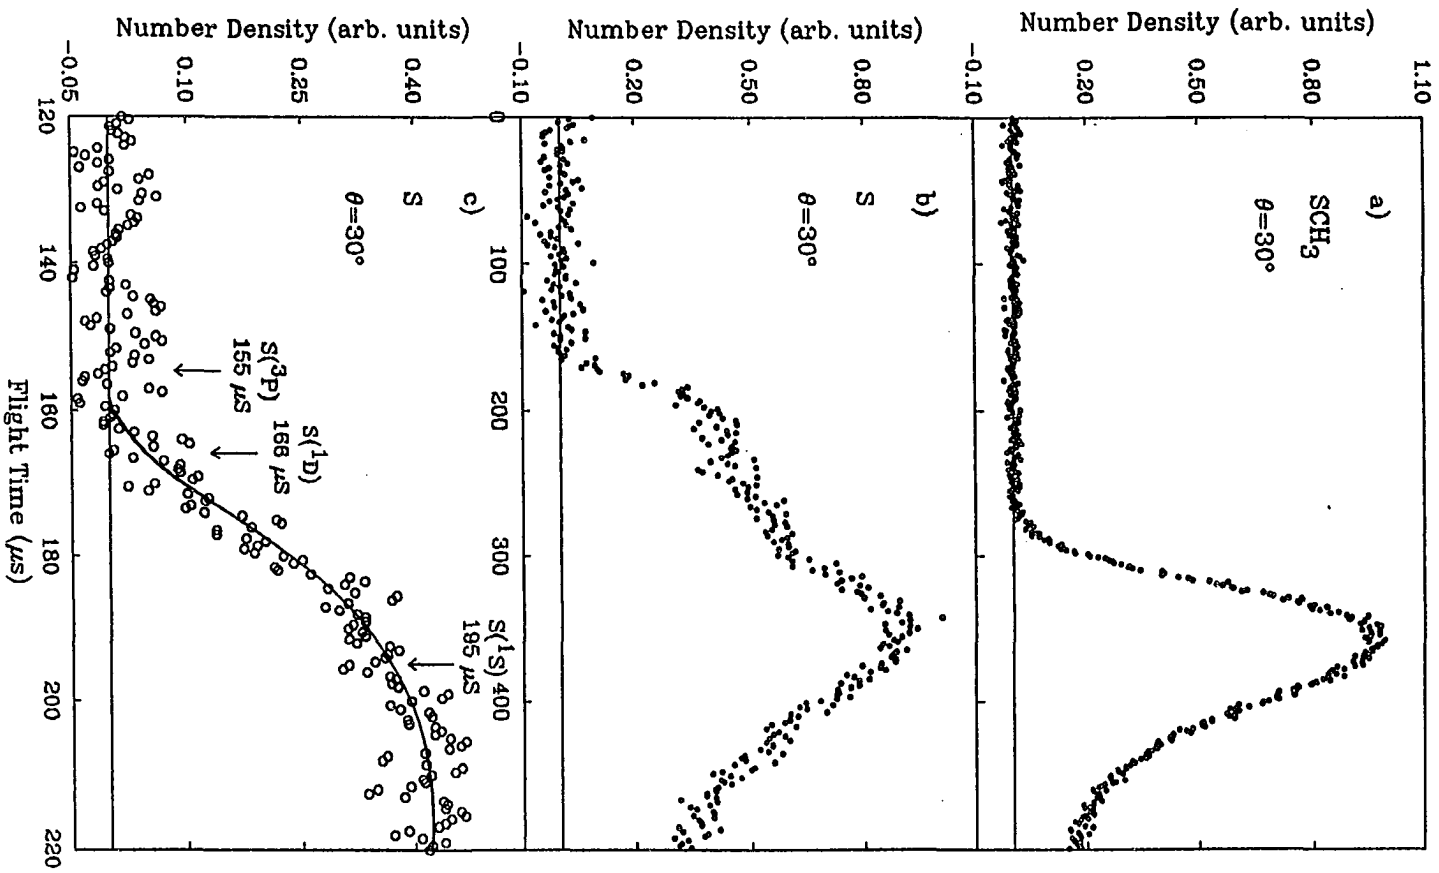 Number Density (arb. units)
-0.10
0.20
0.50
0.80
1.10
a)
SCH3
θ=30°
Number Density (arb. units)
-0.10
0.20
0.50
0.80
b)
S
θ=30°
0
100
200
300
400
Number Density (arb. units)
-0.05
0.10
0.25
0.40
c)
S
θ=30°
S(³P)
155 μS
S(¹D)
166 μS
S(¹S)
195 μS
120
140
160
180
200
220
Flight Time (μs)